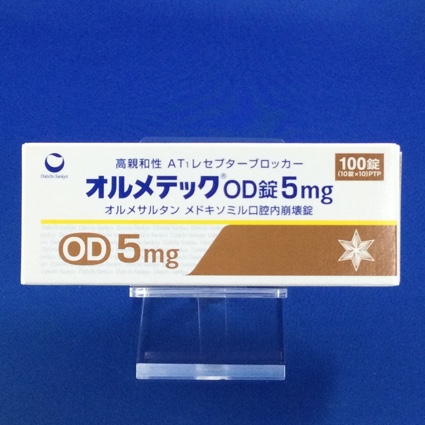 高親和性 AT₁レセプターブロッカー
オルメテック®OD錠5mg
オルメサルタン メドキソミル口腔内崩壊錠
100錠
(10錠×10)PTP
Daiichi-Sankyo
OD 5mg